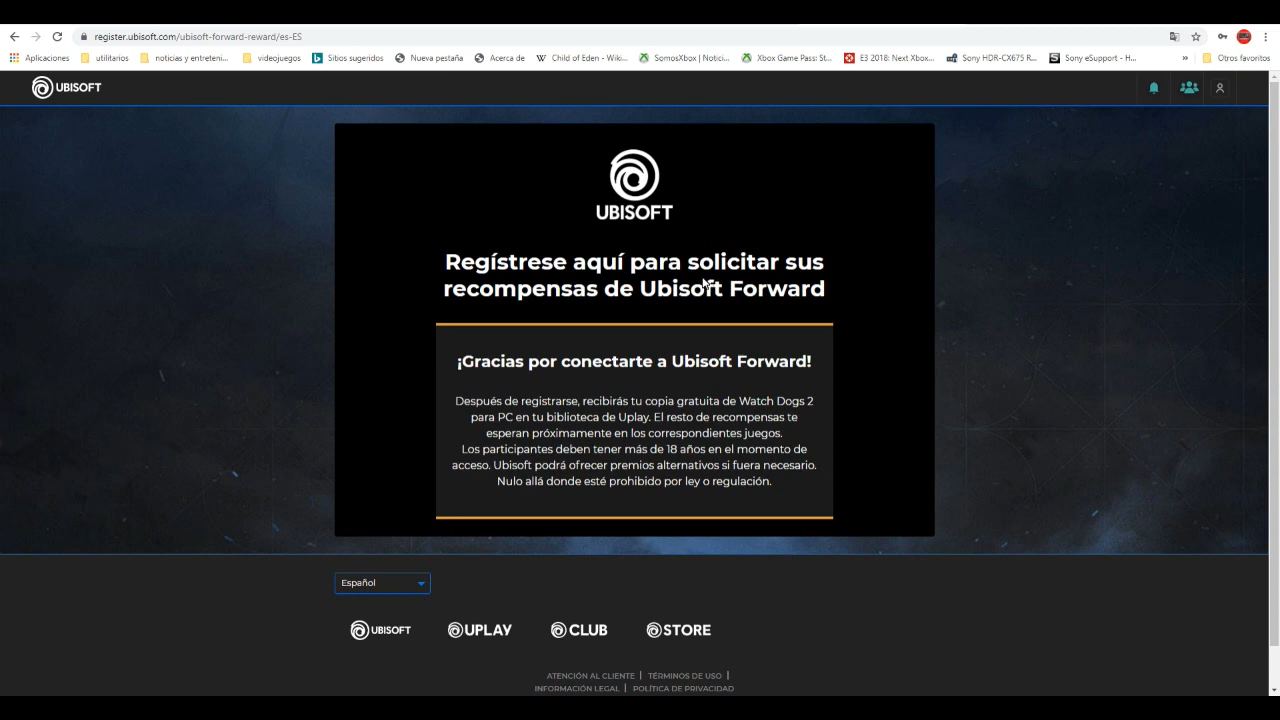 register.ubisoft.com/ubisoft-forward-reward/es-ES
Aplicaciones utilitarios noticias y entreteni... videojuegos Sitios sugeridos Nueva pestaña Acerca de Child of Eden - Wiki... SomosXbox | Notici... Xbox Game Pass: St... E3 2018: Next Xbox... Sony HDR-CX675 R... Sony eSupport - H... » Otros favoritos
UBISOFT
UBISOFT
Regístrese aquí para solicitar sus
recompensas de Ubisoft Forward
¡Gracias por conectarte a Ubisoft Forward!
Después de registrarse, recibirás tu copia gratuita de Watch Dogs 2
para PC en tu biblioteca de Uplay. El resto de recompensas te
esperan próximamente en los correspondientes juegos.
Los participantes deben tener más de 18 años en el momento de
acceso. Ubisoft podrá ofrecer premios alternativos si fuera necesario.
Nulo allá donde esté prohibido por ley o regulación.
Español
UBISOFT UPLAY CLUB STORE
ATENCIÓN AL CLIENTE | TÉRMINOS DE USO |
INFORMACIÓN LEGAL | POLÍTICA DE PRIVACIDAD